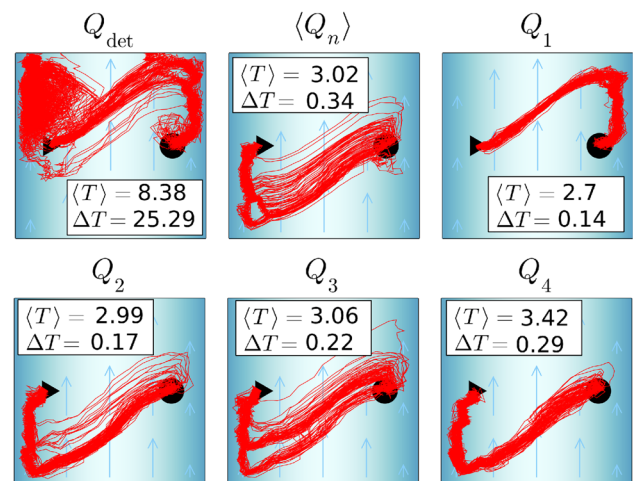 Q_det
⟨Q_n⟩
Q_1
⟨T⟩ = 8.38
ΔT = 25.29
⟨T⟩ = 3.02
ΔT = 0.34
⟨T⟩ = 2.7
ΔT = 0.14
Q_2
Q_3
Q_4
⟨T⟩ = 2.99
ΔT = 0.17
⟨T⟩ = 3.06
ΔT = 0.22
⟨T⟩ = 3.42
ΔT = 0.29